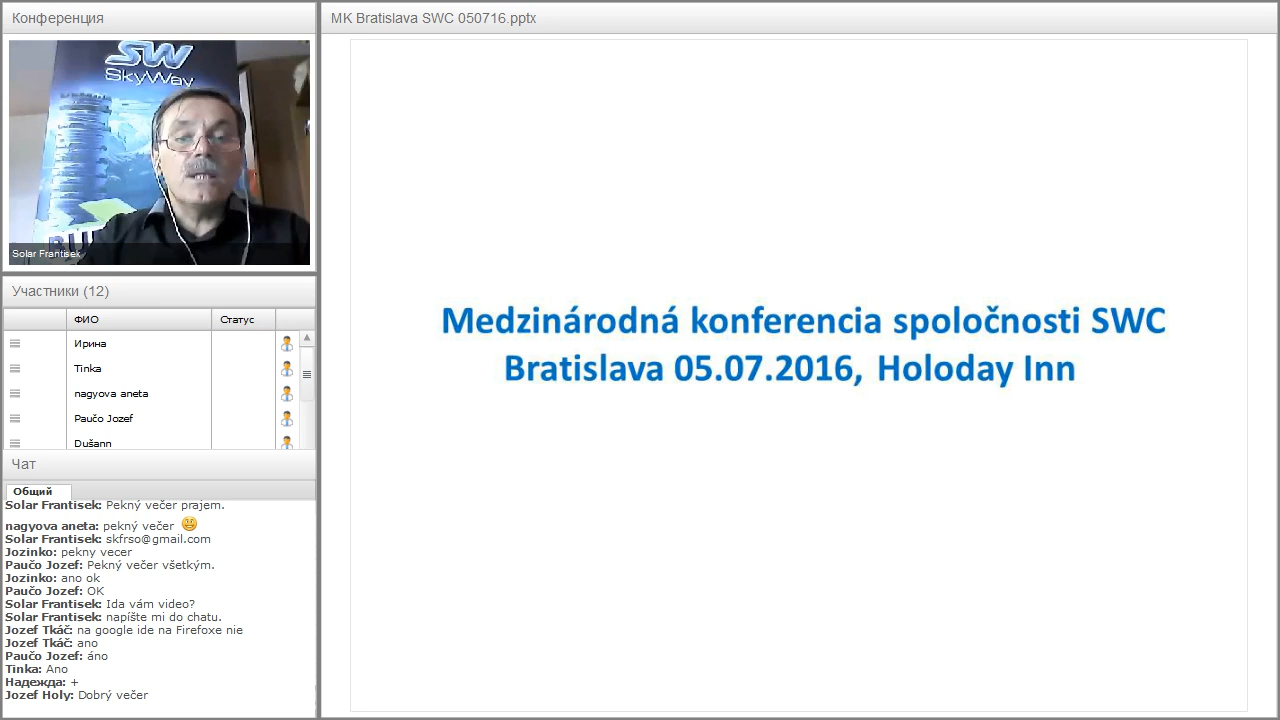 Конференция
SW
SkyWay
Solar Frantisek
Участники (12)
ФИО Статус
Ирина
Tinka
nagyova aneta
Paučo Jozef
Dušann
Чат
Общий
Solar Frantisek: Pekný večer prajem.
nagyova aneta: pekný večer
Solar Frantisek: skfrso@gmail.com
Jozinko: pekny vecer
Paučo Jozef: Pekný večer všetkým.
Jozinko: ano ok
Paučo Jozef: OK
Solar Frantisek: Ida vám video?
Solar Frantisek: napíšte mi do chatu.
Jozef Tkáč: na google ide na Firefoxe nie
Jozef Tkáč: ano
Paučo Jozef: áno
Tinka: Ano
Надежда: +
Jozef Holy: Dobrý večer
MK Bratislava SWC 050716.pptx
Medzinárodná konferencia spoločnosti SWC
Bratislava 05.07.2016, Holoday Inn